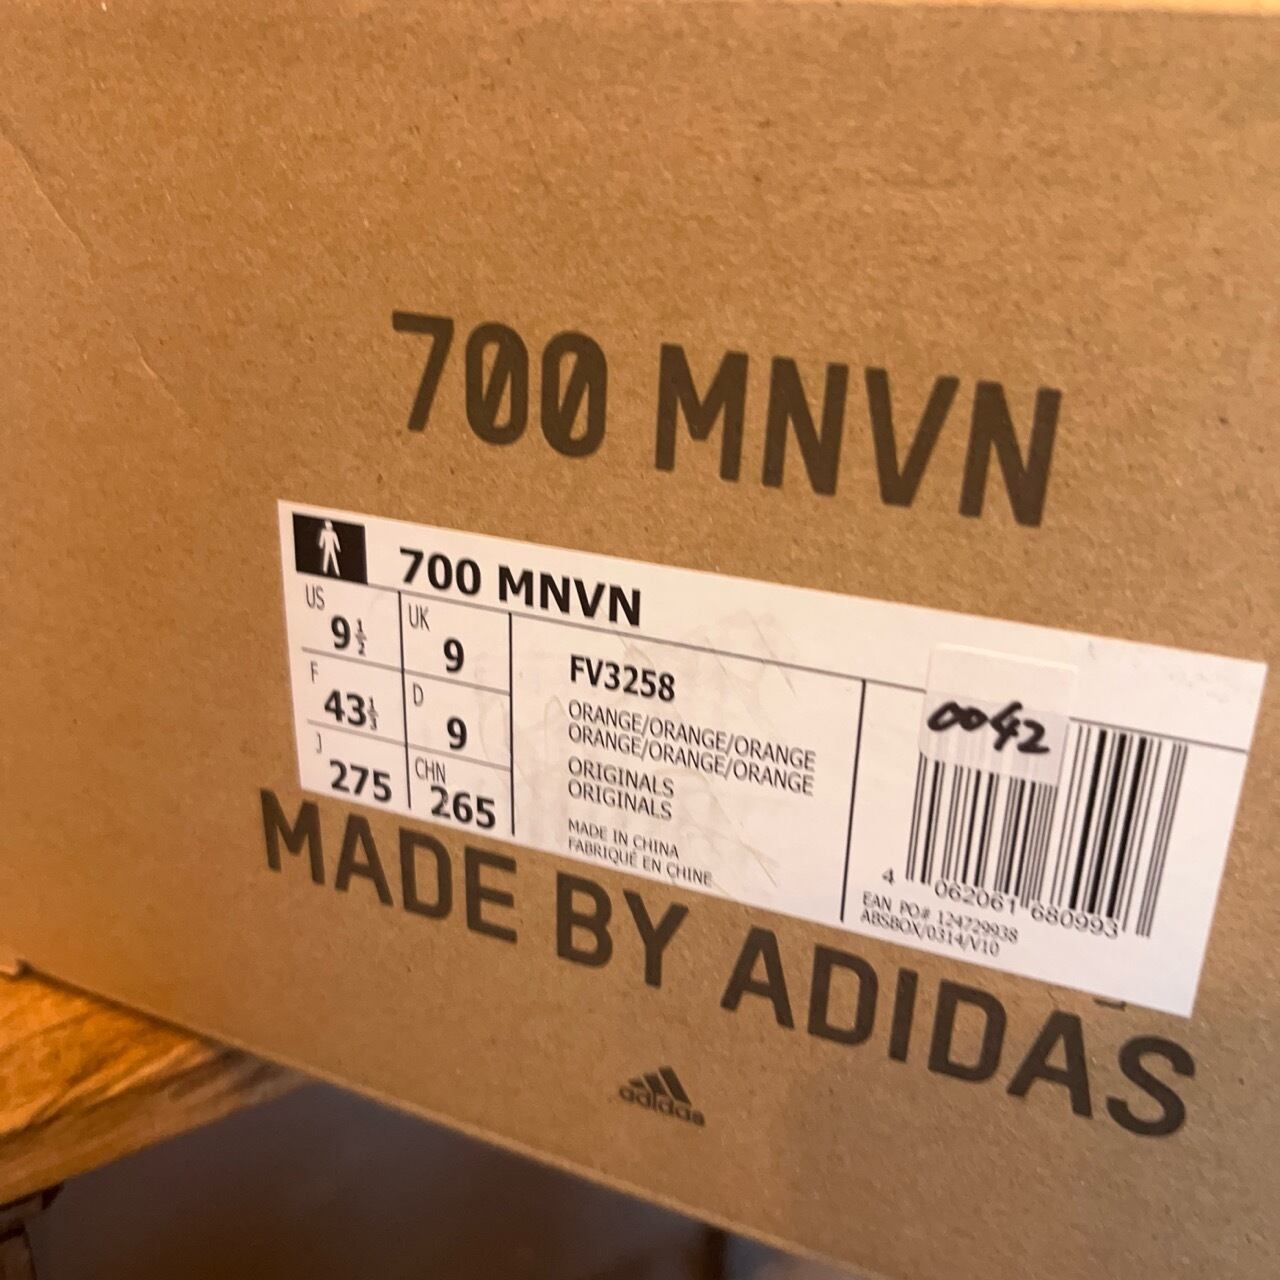 700 MNVN
700 MNVN
US
9½
UK
9
F
43⅓
D
9
J
275
CHN
265
FV3258
ORANGE/ORANGE/ORANGE
ORANGE/ORANGE/ORANGE
ORIGINALS
ORIGINALS
MADE IN CHINA
FABRIQUÉ EN CHINE
0042
4 062061 680993
EAN PO# 124729938
ABSBOX/0314/V10
MADE BY ADIDAS
adidas